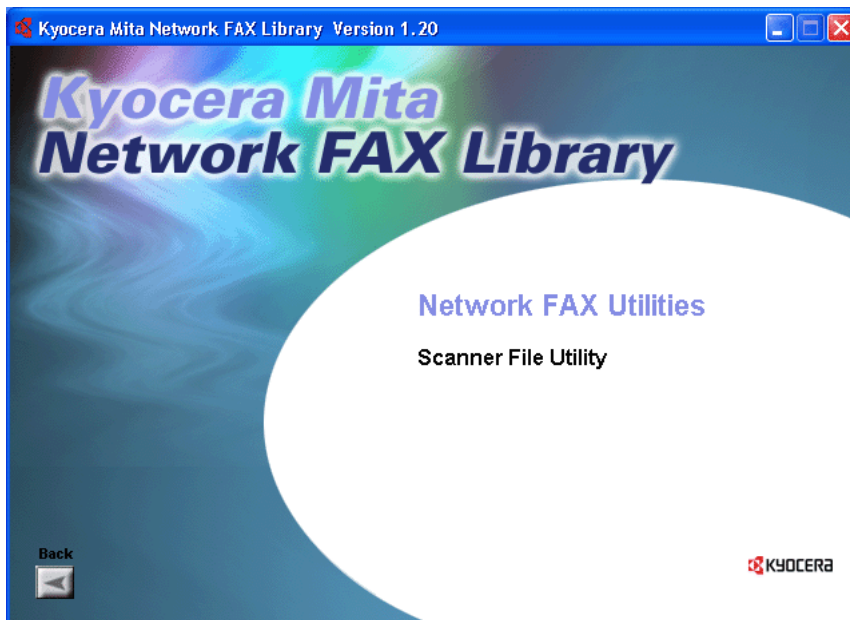 Kyocera Mita Network FAX Library Version 1.20
Kyocera Mita
Network FAX Library
Network FAX Utilities
Scanner File Utility
Back
KYOCERA